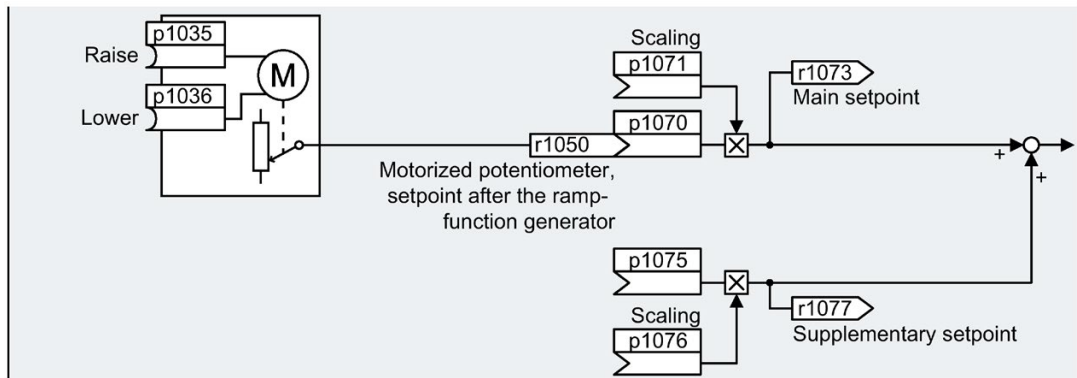 p1035
Raise
p1036
Lower
M
r1050
Motorized potentiometer,
setpoint after the ramp-
function generator
Scaling
p1071
p1070
r1073
Main setpoint
+
+
p1075
Scaling
p1076
r1077
Supplementary setpoint